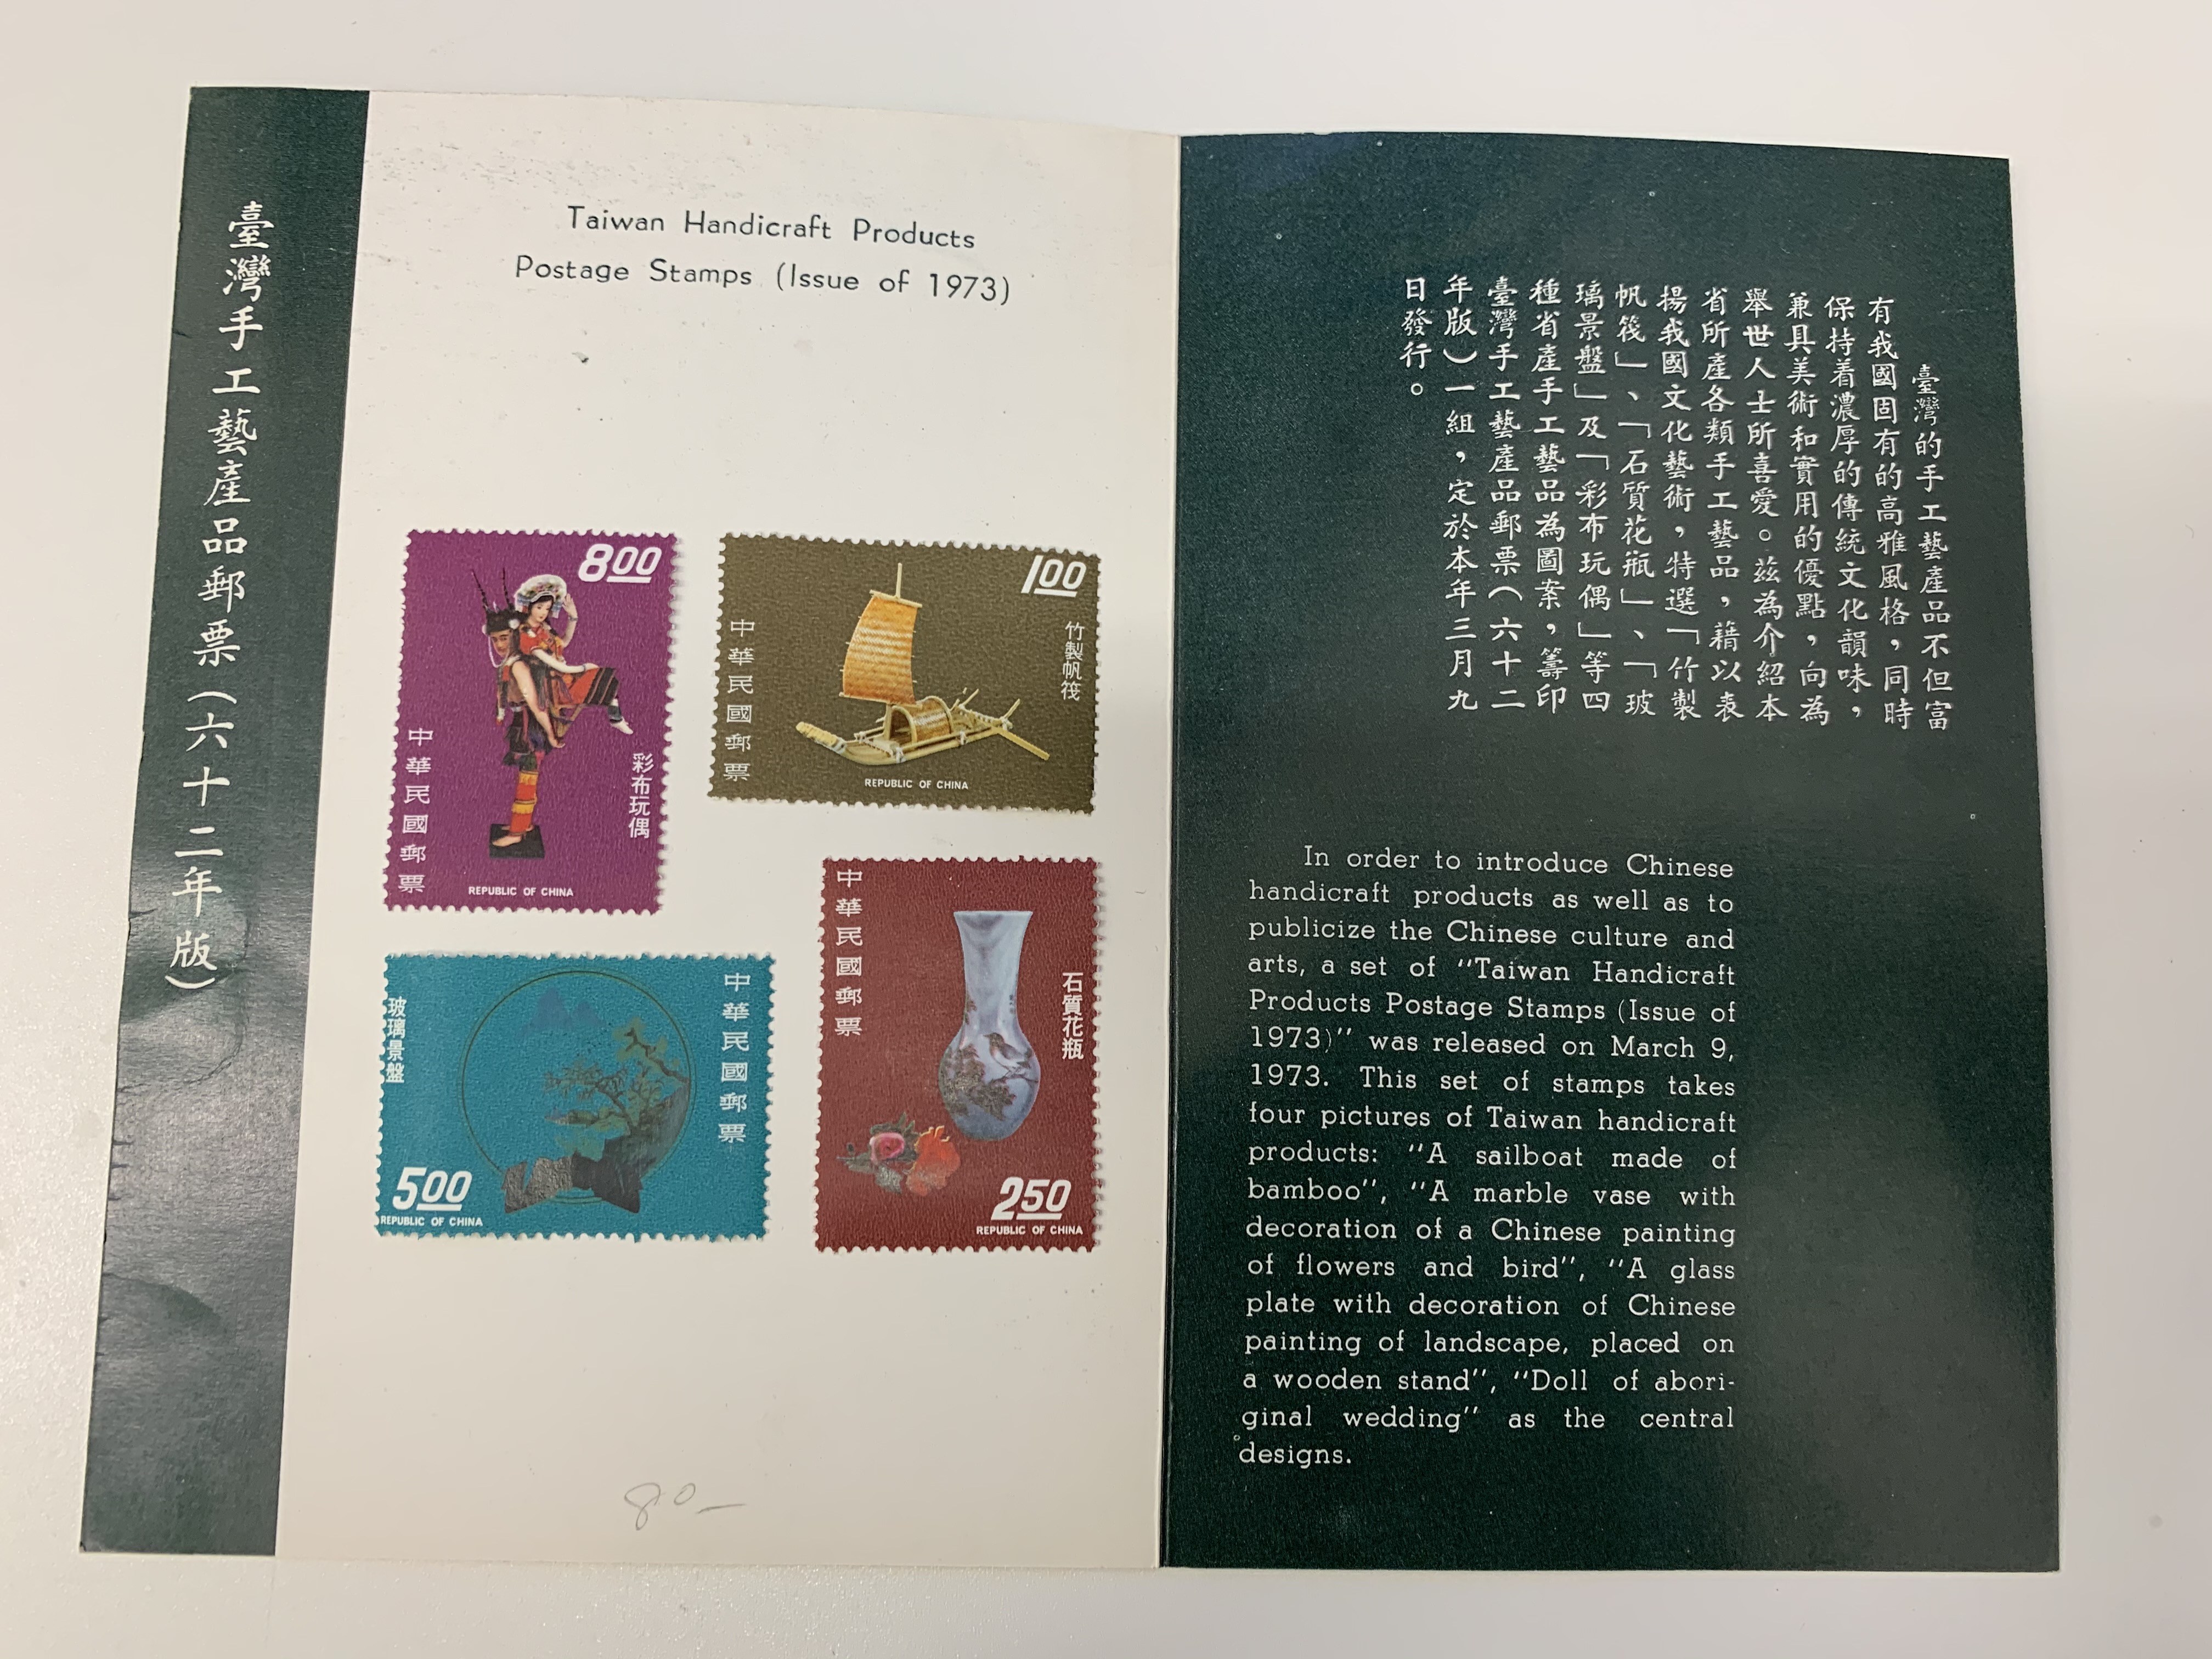 臺灣手工藝產品郵票(六十二年版)
Taiwan Handicraft Products
Postage Stamps (Issue of 1973)
800
中華民國郵票
彩布玩偶
REPUBLIC OF CHINA
100
中華民國郵票
竹製帆筏
REPUBLIC OF CHINA
玻璃景盤
中華民國郵票
500
REPUBLIC OF CHINA
中華民國郵票
石質花瓶
250
REPUBLIC OF CHINA
80-
臺灣的手工藝產品不但富
有我國固有的高雅風格,同時
保持着濃厚的傳統文化韻味,
兼具美術和實用的優點,向為
舉世人士所喜愛。茲為介紹本
省所產各類手工藝品,藉以表
揚我國文化藝術,特選「竹製
帆筏」、「石質花瓶」、「玻
璃景盤」及「彩布玩偶」等四
種省產手工藝品為圖案,籌印
臺灣手工藝產品郵票(六十二
年版)一組,定於本年三月九
日發行。
In order to introduce Chinese
handicraft products as well as to
publicize the Chinese culture and
arts, a set of "Taiwan Handicraft
Products Postage Stamps (Issue of
1973)" was released on March 9,
1973. This set of stamps takes
four pictures of Taiwan handicraft
products: "A sailboat made of
bamboo", "A marble vase with
decoration of a Chinese painting
of flowers and bird", "A glass
plate with decoration of Chinese
painting of landscape, placed on
a wooden stand", "Doll of abori-
ginal wedding" as the central
designs.